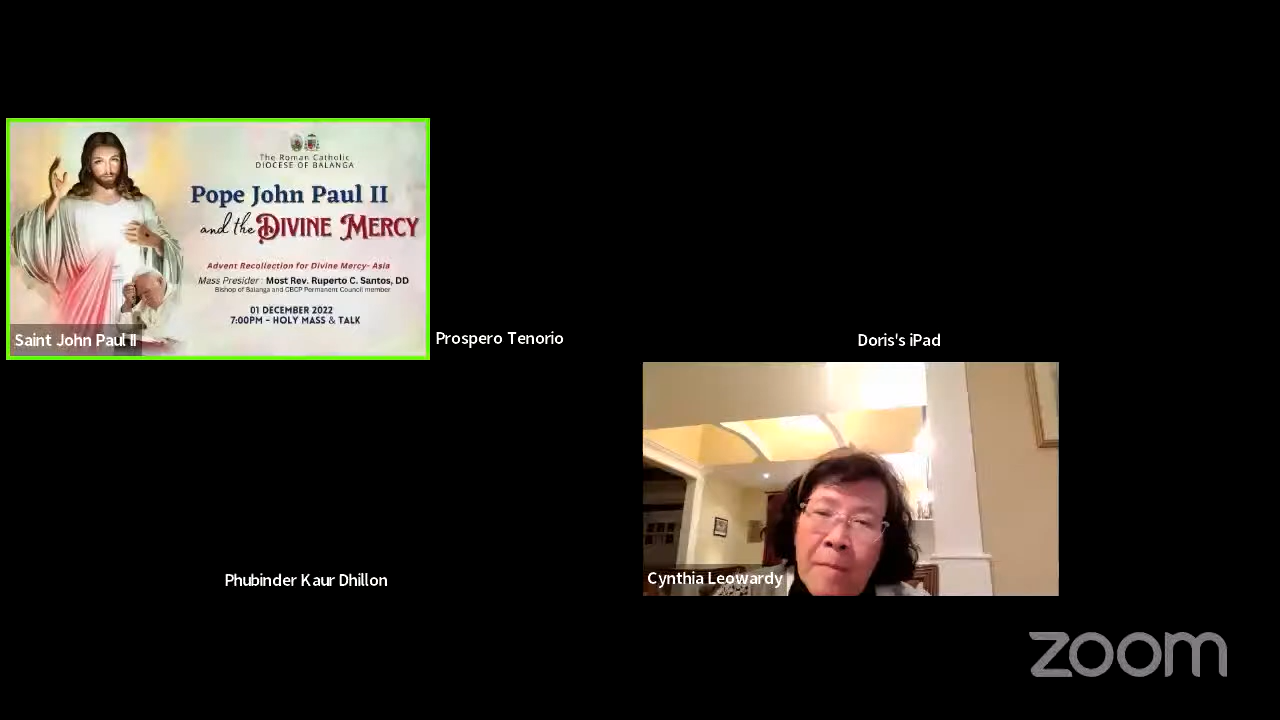 The Roman Catholic
DIOCESE OF BALANGA
Pope John Paul II
and the DIVINE MERCY
Advent Recollection for Divine Mercy- Asia
Mass Presider : Most Rev. Ruperto C. Santos, DD
Bishop of Balanga and CBCP Permanent Council member
01 DECEMBER 2022
7:00PM - HOLY MASS & TALK
Saint John Paul II
Prospero Tenorio
Doris's iPad
Phubinder Kaur Dhillon
Cynthia Leowardy
zoom